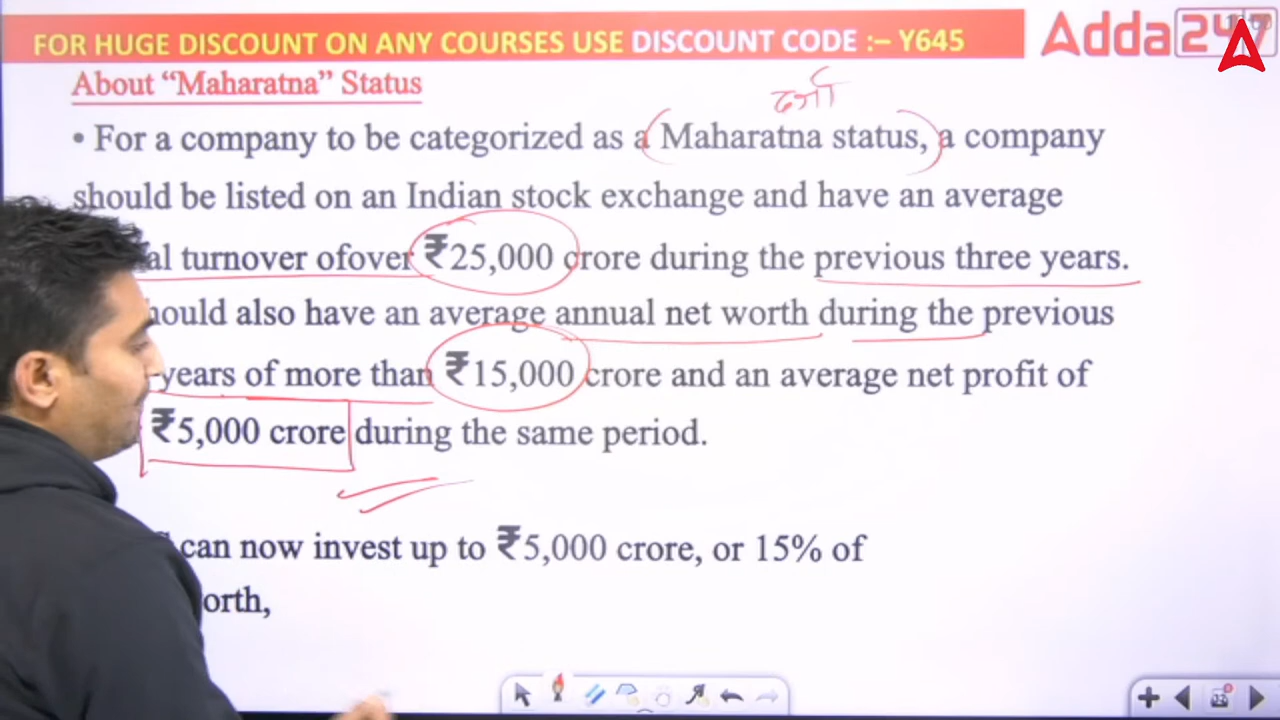 FOR HUGE DISCOUNT ON ANY COURSES USE DISCOUNT CODE :– Y645
Adda247
About “Maharatna” Status
दर्जा
• For a company to be categorized as a Maharatna status, a company
should be listed on an Indian stock exchange and have an average
al turnover ofover ₹25,000 crore during the previous three years.
hould also have an average annual net worth during the previous
years of more than ₹15,000 crore and an average net profit of
₹5,000 crore during the same period.
can now invest up to ₹5,000 crore, or 15% of
orth,